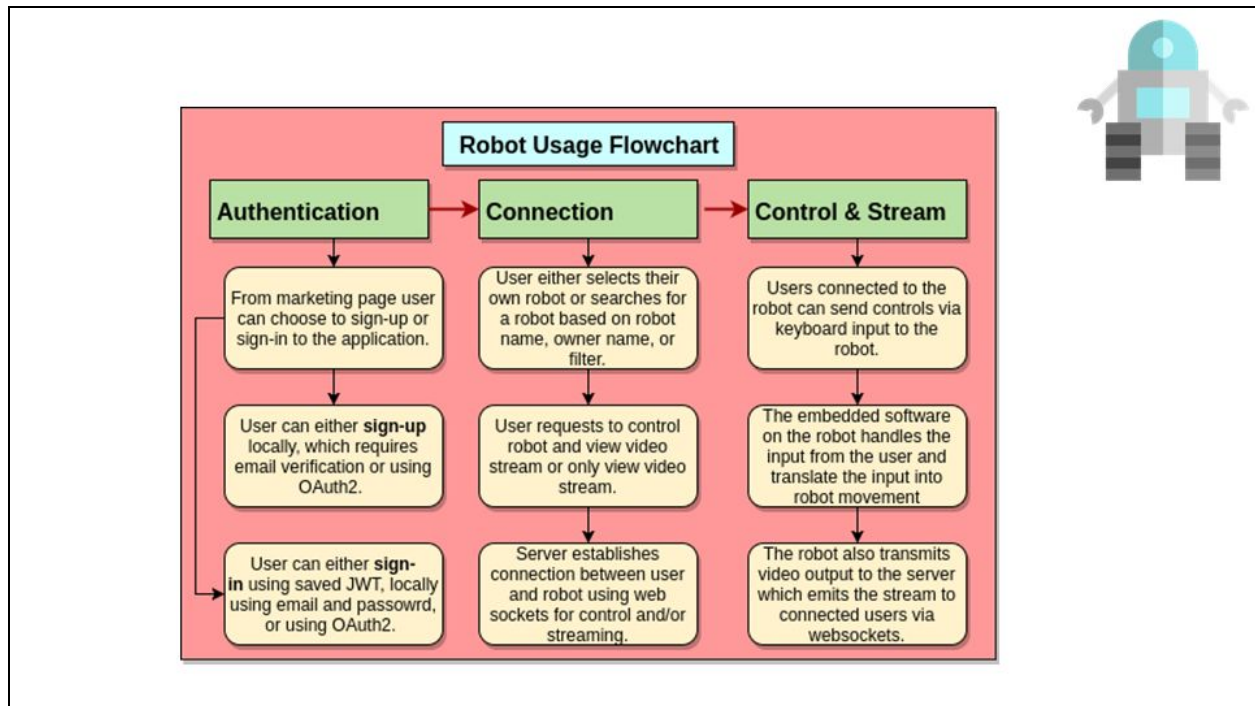 Robot Usage Flowchart
Authentication
From marketing page user
can choose to sign-up or
sign-in to the application.
User can either sign-up
locally, which requires
email verification or using
OAuth2.
User can either sign-
in using saved JWT, locally
using email and passowrd,
or using OAuth2.
Connection
User either selects their
own robot or searches for
a robot based on robot
name, owner name, or
filter.
User requests to control
robot and view video
stream or only view video
stream.
Server establishes
connection between user
and robot using web
sockets for control and/or
streaming.
Control & Stream
Users connected to the
robot can send controls via
keyboard input to the
robot.
The embedded software
on the robot handles the
input from the user and
translate the input into
robot movement
The robot also transmits
video output to the server
which emits the stream to
connected users via
websockets.